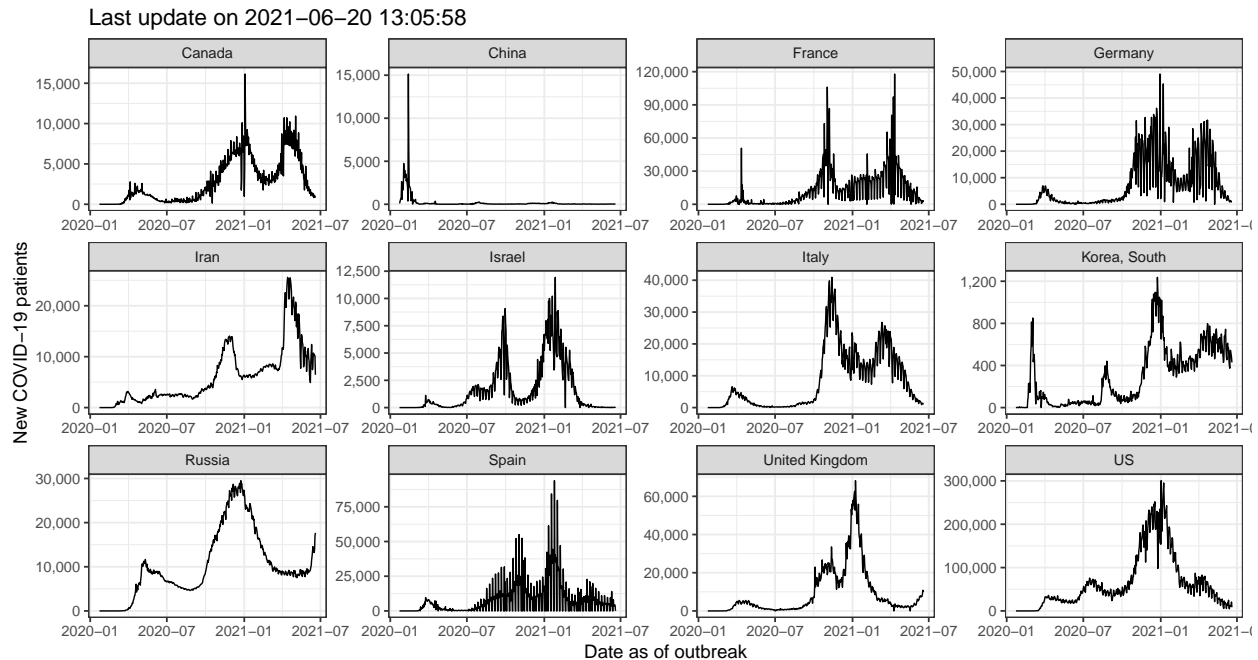 Last update on 2021−06−20 13:05:58
New COVID−19 patients
Canada
15,000
10,000
5,000
0
2020−01 2020−07 2021−01 2021−07
China
15,000
10,000
5,000
0
2020−01 2020−07 2021−01 2021−07
France
120,000
90,000
60,000
30,000
0
2020−01 2020−07 2021−01 2021−07
Germany
50,000
40,000
30,000
20,000
10,000
0
2020−01 2020−07 2021−01 2021−0
Iran
20,000
10,000
0
2020−01 2020−07 2021−01 2021−07
Israel
12,500
10,000
7,500
5,000
2,500
0
2020−01 2020−07 2021−01 2021−07
Italy
40,000
30,000
20,000
10,000
0
2020−01 2020−07 2021−01 2021−07
Korea, South
1,200
800
400
0
2020−01 2020−07 2021−01 2021−0
Russia
30,000
20,000
10,000
0
2020−01 2020−07 2021−01 2021−07
Spain
75,000
50,000
25,000
0
2020−01 2020−07 2021−01 2021−07
United Kingdom
60,000
40,000
20,000
0
2020−01 2020−07 2021−01 2021−07
US
300,000
200,000
100,000
0
2020−01 2020−07 2021−01 2021−0
Date as of outbreak